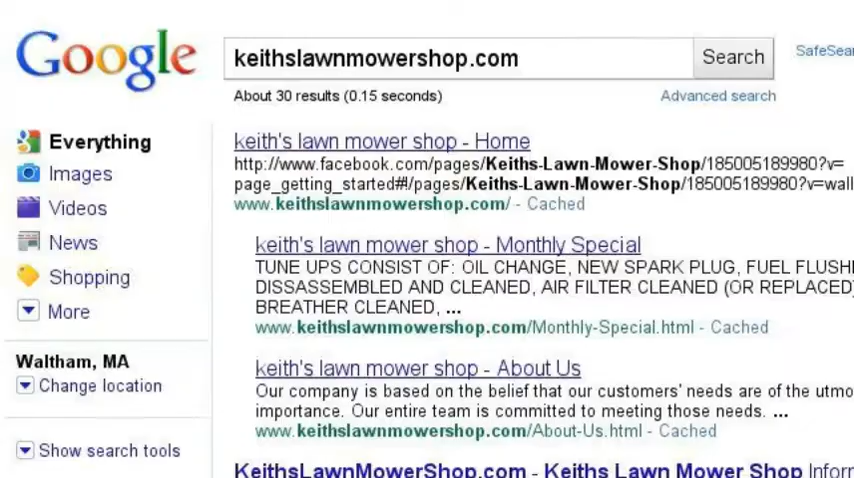 Google
keithslawnmowershop.com
Search
About 30 results (0.15 seconds)
Advanced search
Everything
Images
Videos
News
Shopping
More
Waltham, MA
Change location
Show search tools
keith's lawn mower shop - Home
http://www.facebook.com/pages/Keiths-Lawn-Mower-Shop/185005189980?v=
page_getting_started#!/pages/Keiths-Lawn-Mower-Shop/185005189980?v=wall
www.keithslawnmowershop.com/ - Cached
keith's lawn mower shop - Monthly Special
TUNE UPS CONSIST OF: OIL CHANGE, NEW SPARK PLUG, FUEL
DISSASSEMBLED AND CLEANED, AIR FILTER CLEANED (OR REPLACED)
BREATHER CLEANED, ...
www.keithslawnmowershop.com/Monthly-Special.html - Cached
keith's lawn mower shop - About Us
Our company is based on the belief that our customers' needs are of the
importance. Our entire team is committed to meeting those needs. ...
www.keithslawnmowershop.com/About-Us.html - Cached
KeithsLawnMowerShop.com - Keiths Lawn Mower Shop